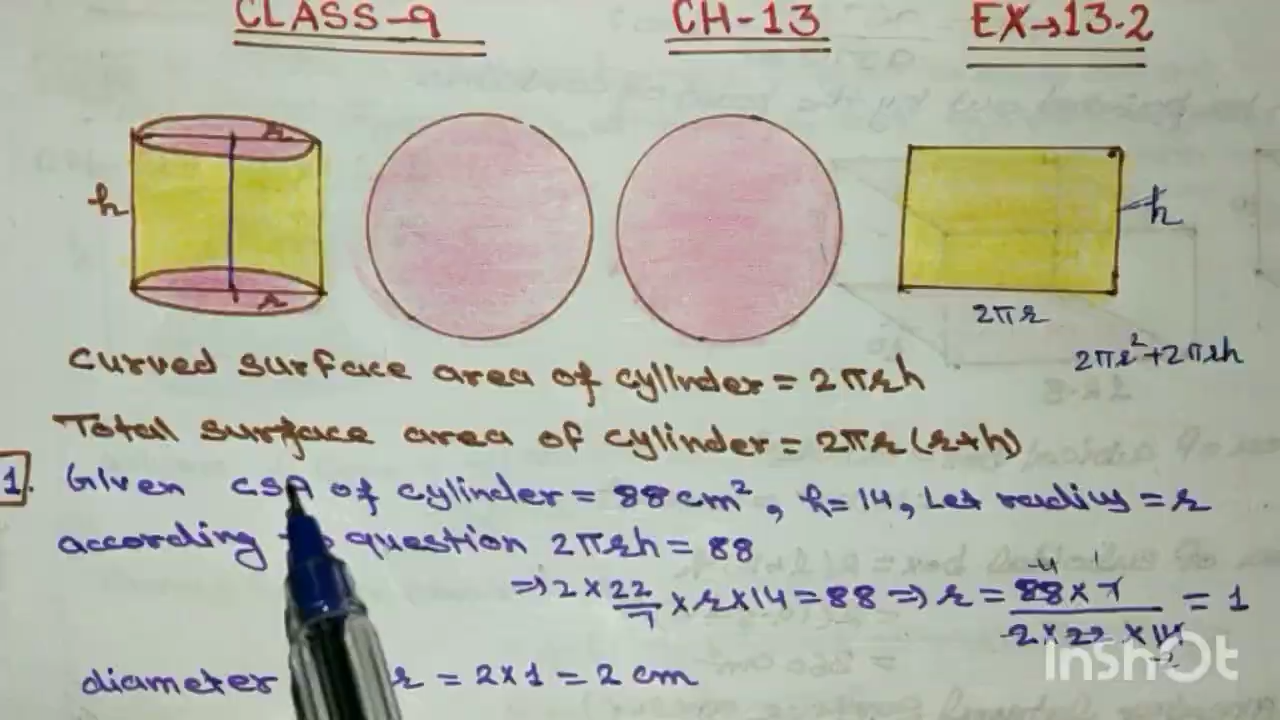 CLASS-9 CH-13 EX→13.2
r
h
r
h
2πr
2πr²+2πrh
Curved surface area of cylinder = 2πrh
Total surface area of cylinder = 2πr(r+h)
1. Given CSA of cylinder = 88 cm², h=14, Let radius = r
according question 2πrh = 88
⇒ 2×22/7 × r × 14 = 88 ⇒ r = 88×7/2×22×14 = 1
diameter r = 2×1 = 2 cm
InshOt